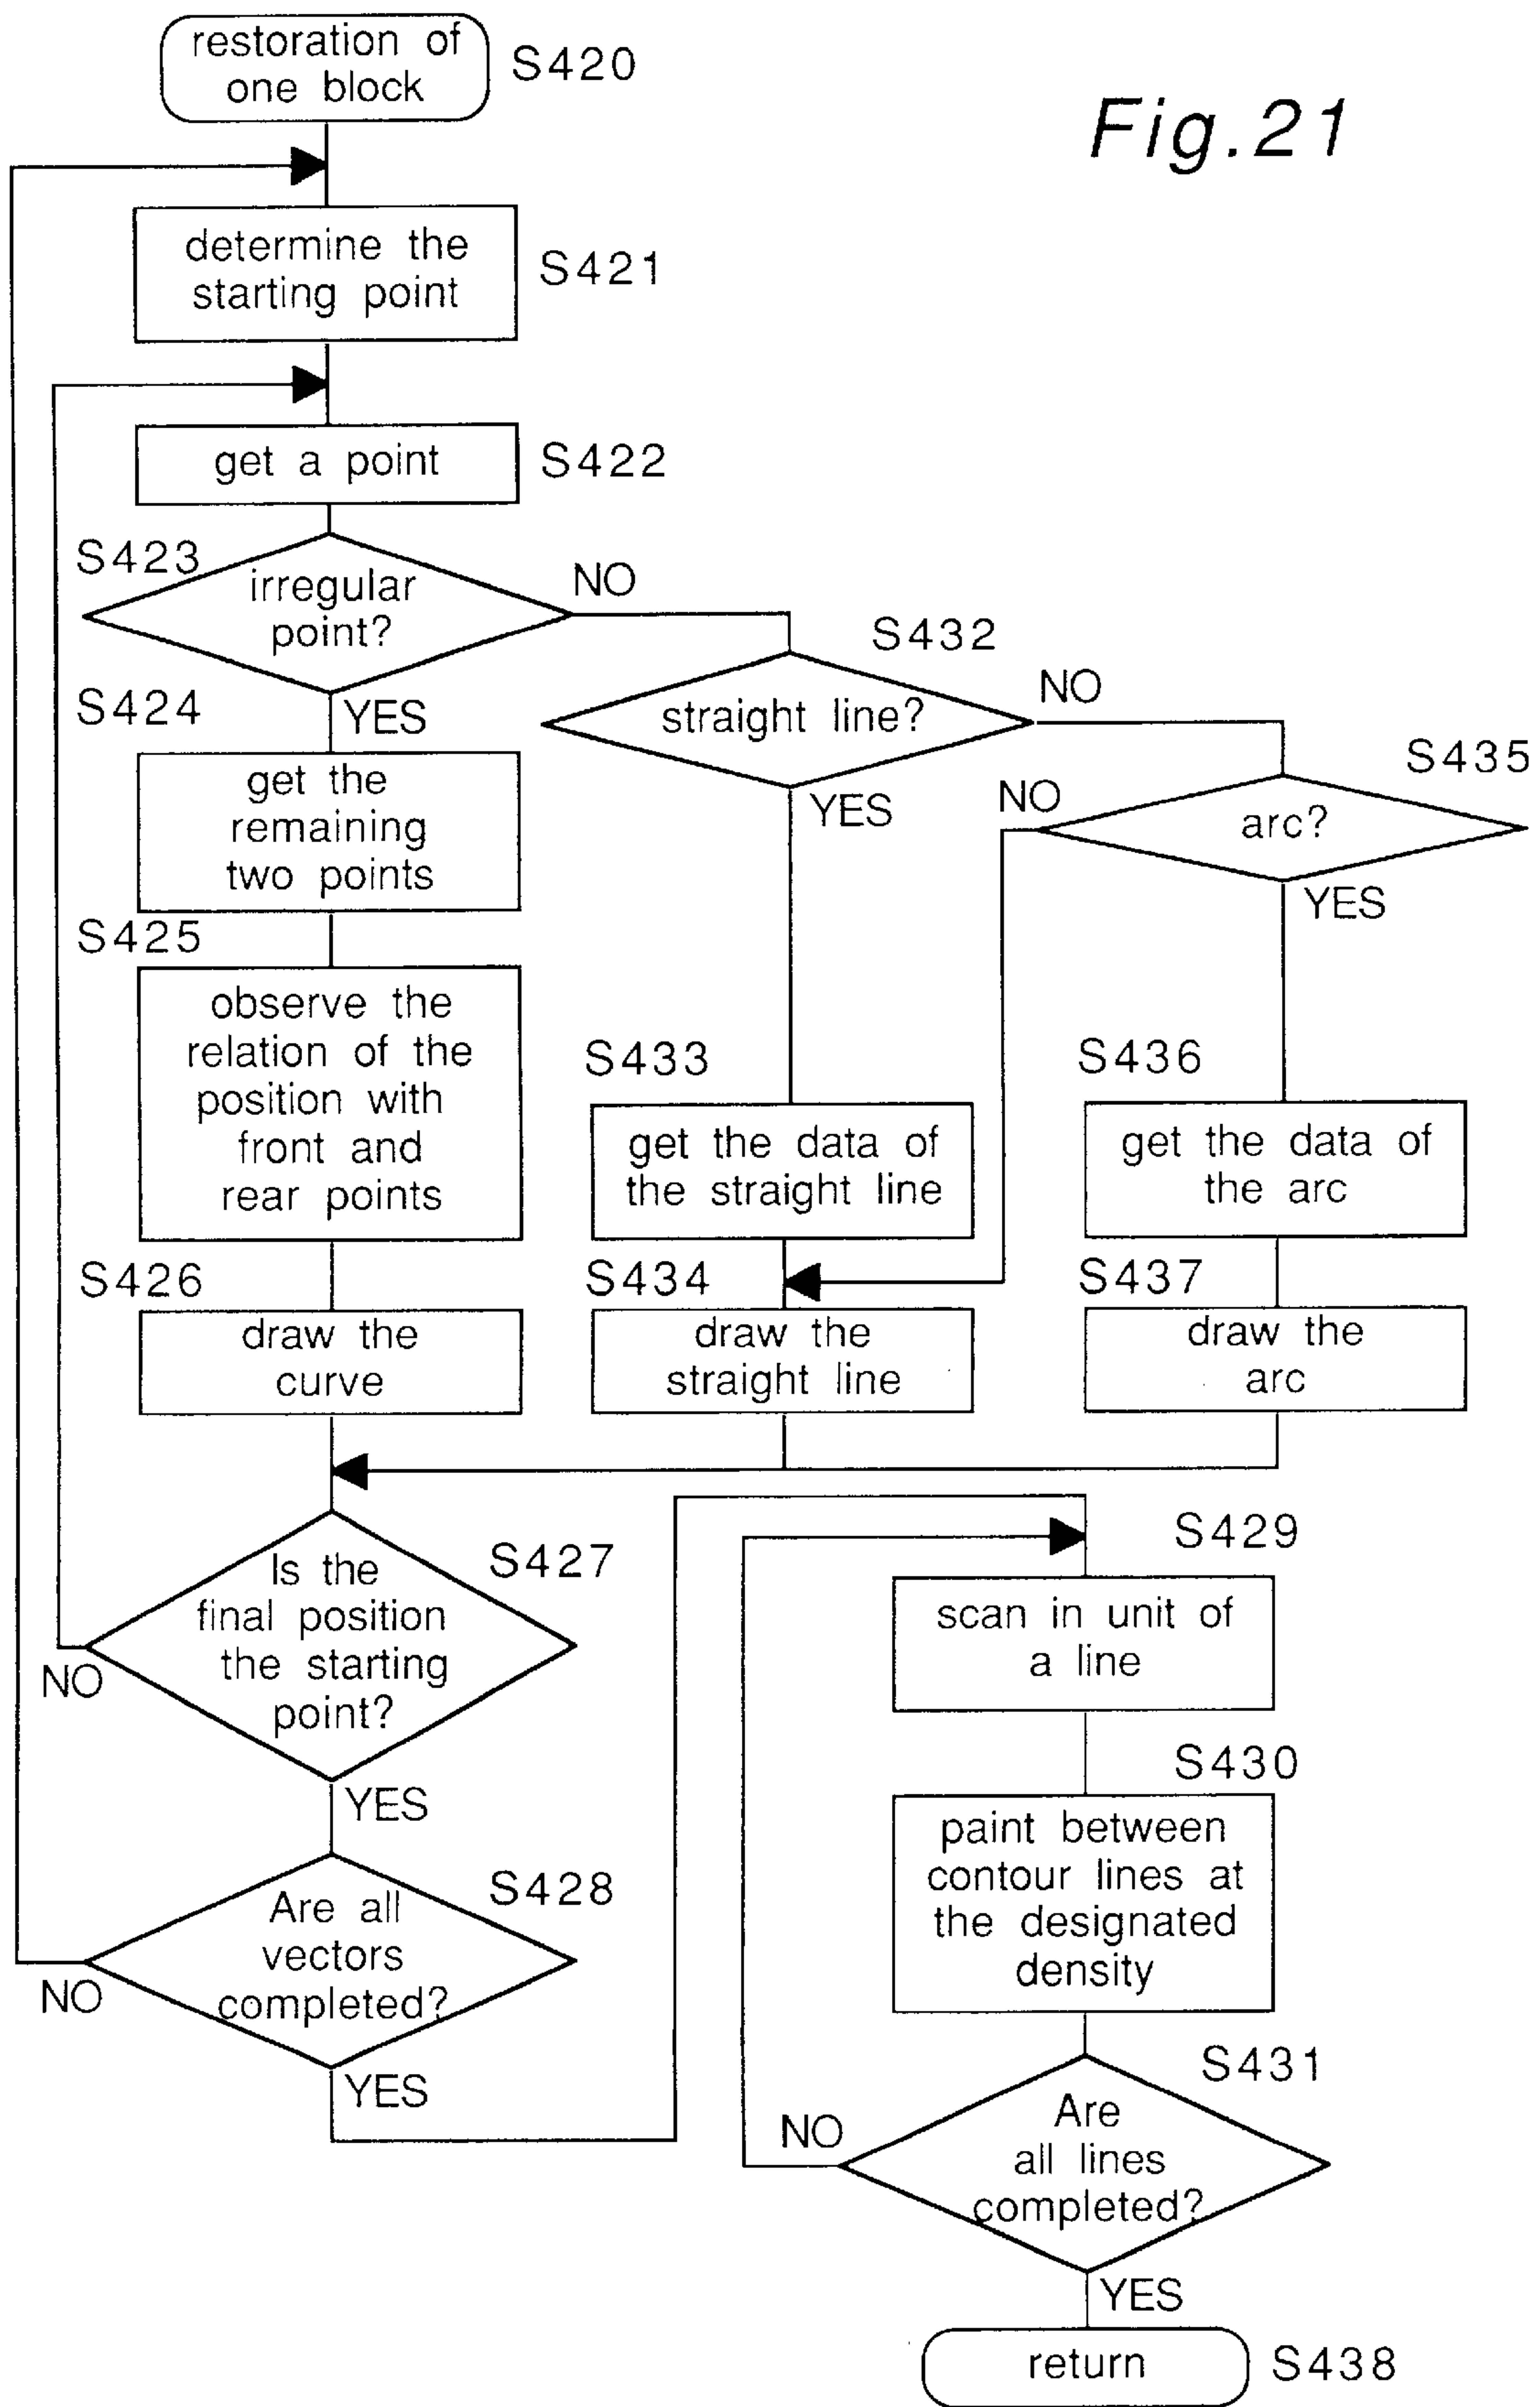 restoration of
one block
S420
Fig.21
determine the
starting point
S421
get a point
S422
S423
irregular
point?
NO
S432
straight line?
NO
S435
arc?
NO
YES
YES
S424
YES
get the
remaining
two points
S425
observe the
relation of the
position with
front and
rear points
S433
get the data of
the straight line
S436
get the data of
the arc
S426
draw the
curve
S434
draw the
straight line
S437
draw the
arc
S427
Is the
final position
the starting
point?
NO
YES
S428
Are all
vectors
completed?
NO
YES
S429
scan in unit of
a line
S430
paint between
contour lines at
the designated
density
S431
Are
all lines
completed?
NO
YES
return
S438